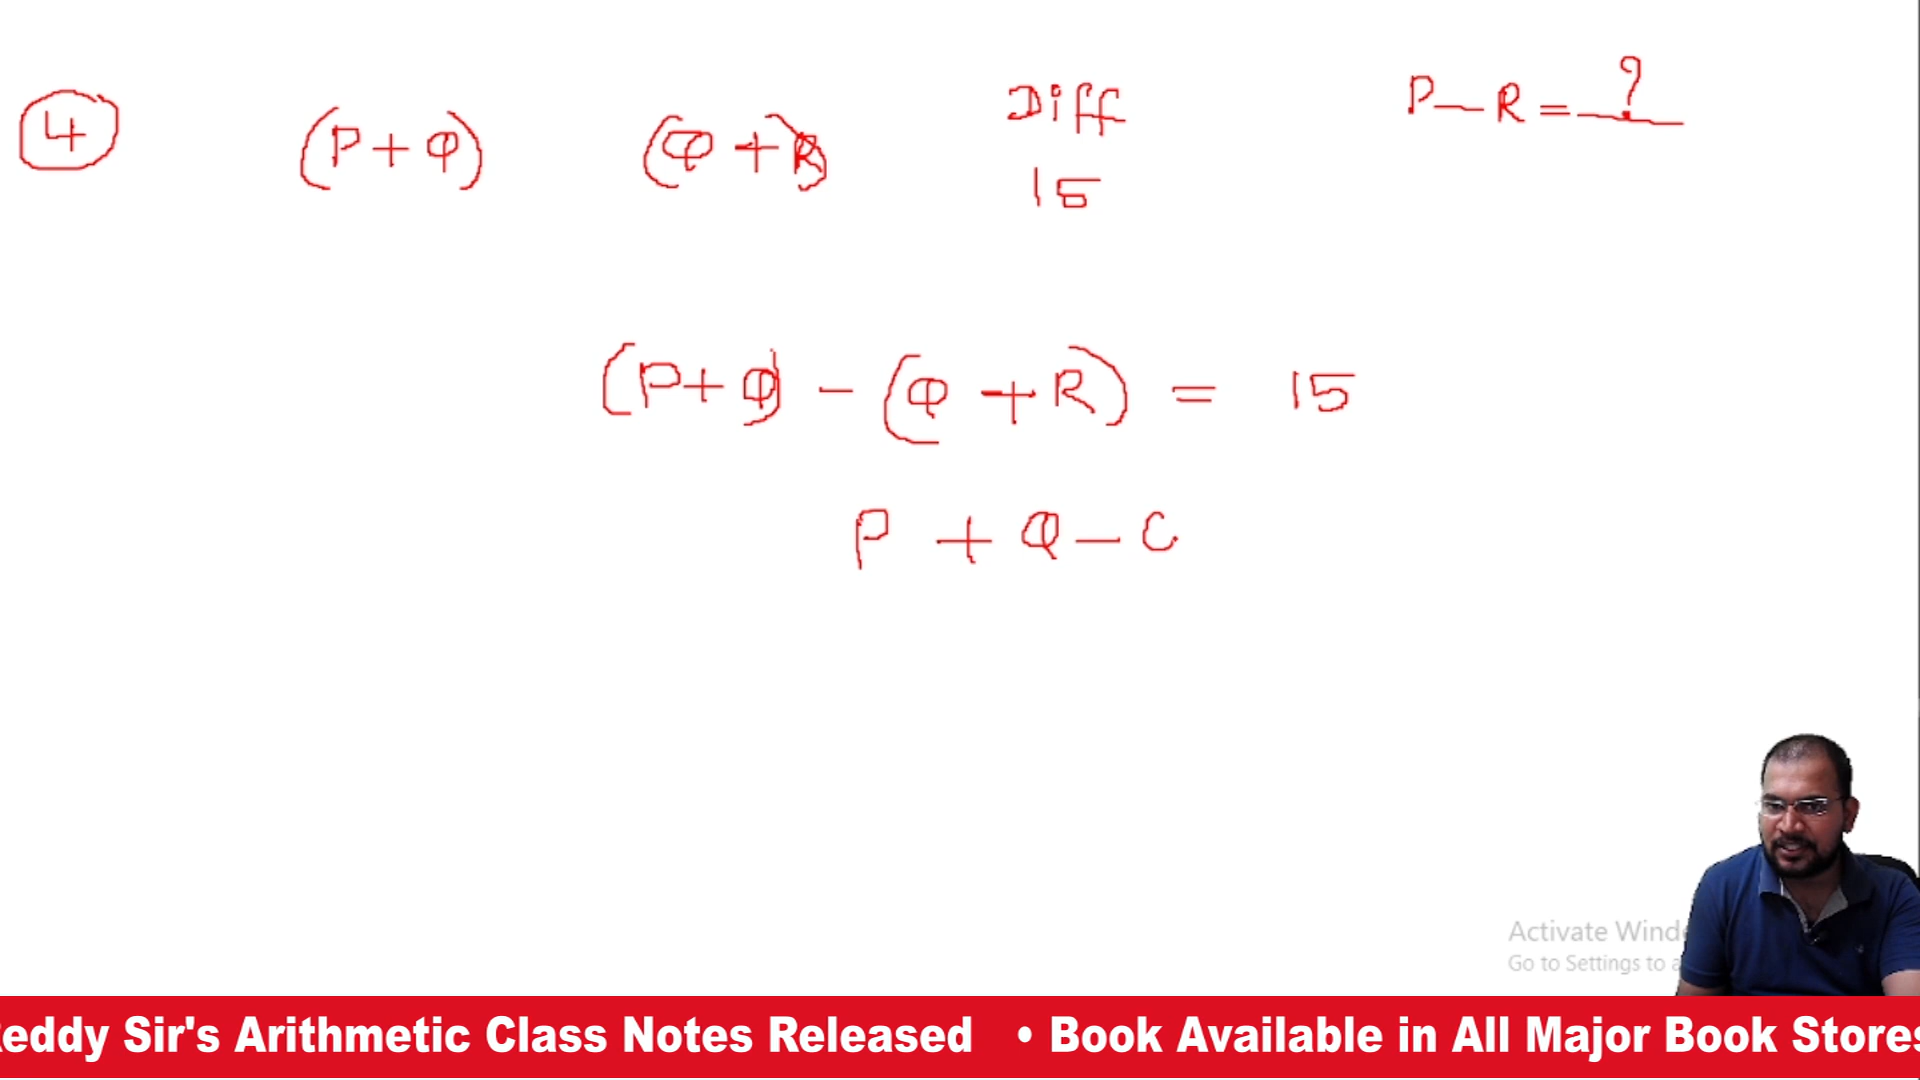 4 (P + Q) (Q + R) Diff P - R = ?
15
(P + Q) - (Q + R) = 15
P + Q - C
Activate Wind
Go to Settings to a
eddy Sir's Arithmetic Class Notes Released • Book Available in All Major Book Stores